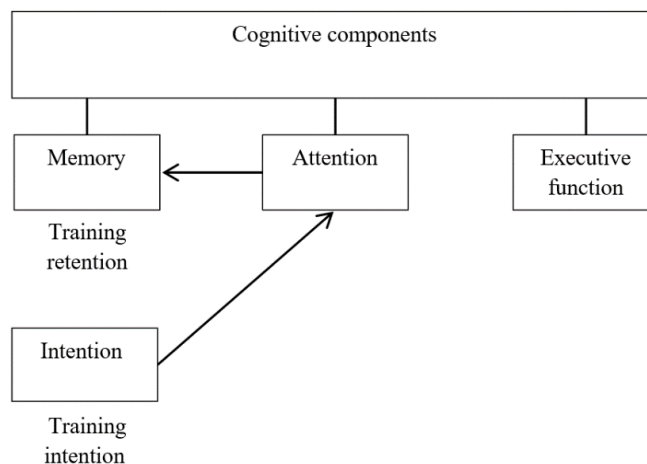 Cognitive components
Memory
Attention
Executive
function
Training
retention
Intention
Training
intention